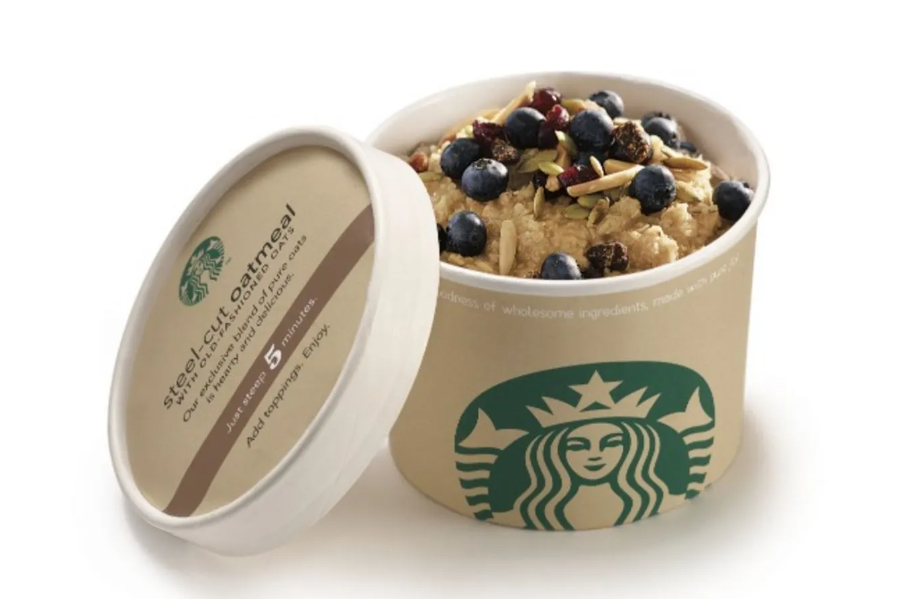 steel-cut oatmeal
WITH OLD-FASHIONED OATS
Our exclusive blend of pure oats
is hearty and delicious.
Just steep 5 minutes.
Add toppings. Enjoy.
of wholesome ingredients, made with